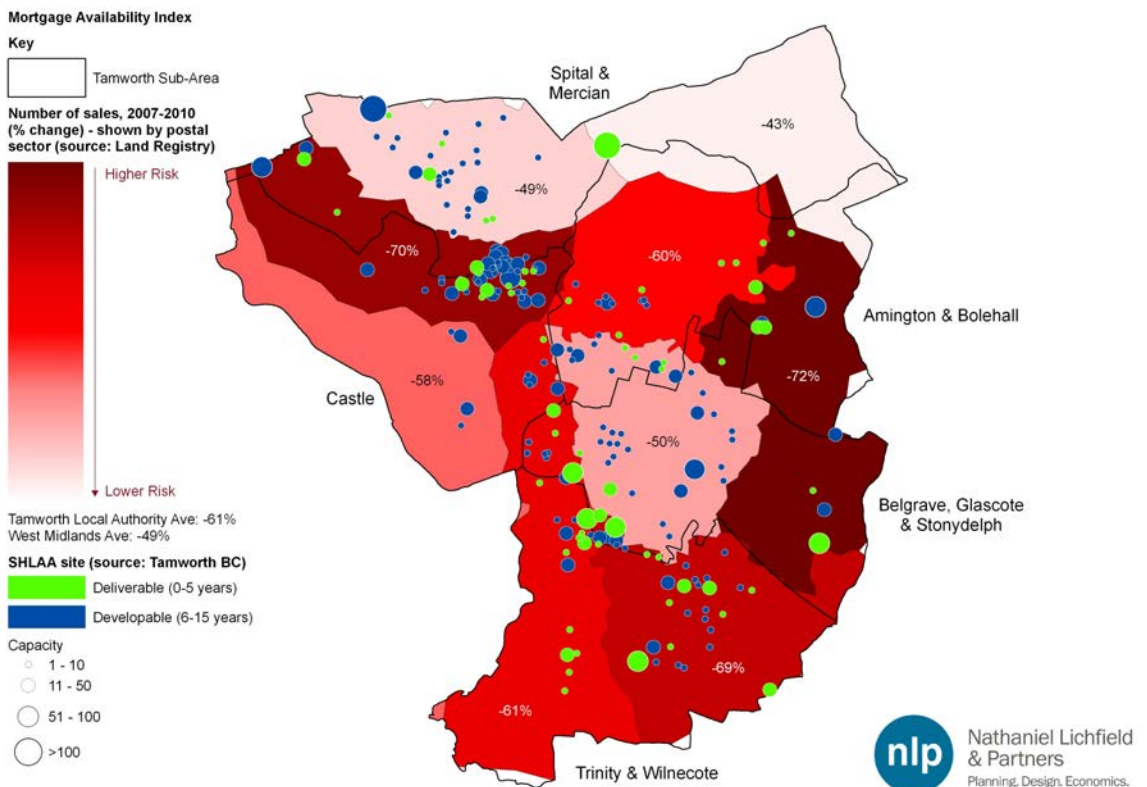 Mortgage Availability Index
Key
Tamworth Sub-Area
Number of sales, 2007-2010
(% change) - shown by postal
sector (source: Land Registry)
Higher Risk
Lower Risk
Tamworth Local Authority Ave: -61%
West Midlands Ave: -49%
SHLAA site (source: Tamworth BC)
Deliverable (0-5 years)
Developable (6-15 years)
Capacity
1 - 10
11 - 50
51 - 100
>100
Spital &
Mercian
-43%
-49%
-70%
-60%
Amington & Bolehall
-72%
Castle
-58%
-50%
Belgrave, Glascote
& Stonydelph
-69%
-61%
Trinity & Wilnecote
nlp
Nathaniel Lichfield
& Partners
Planning. Design. Economics.